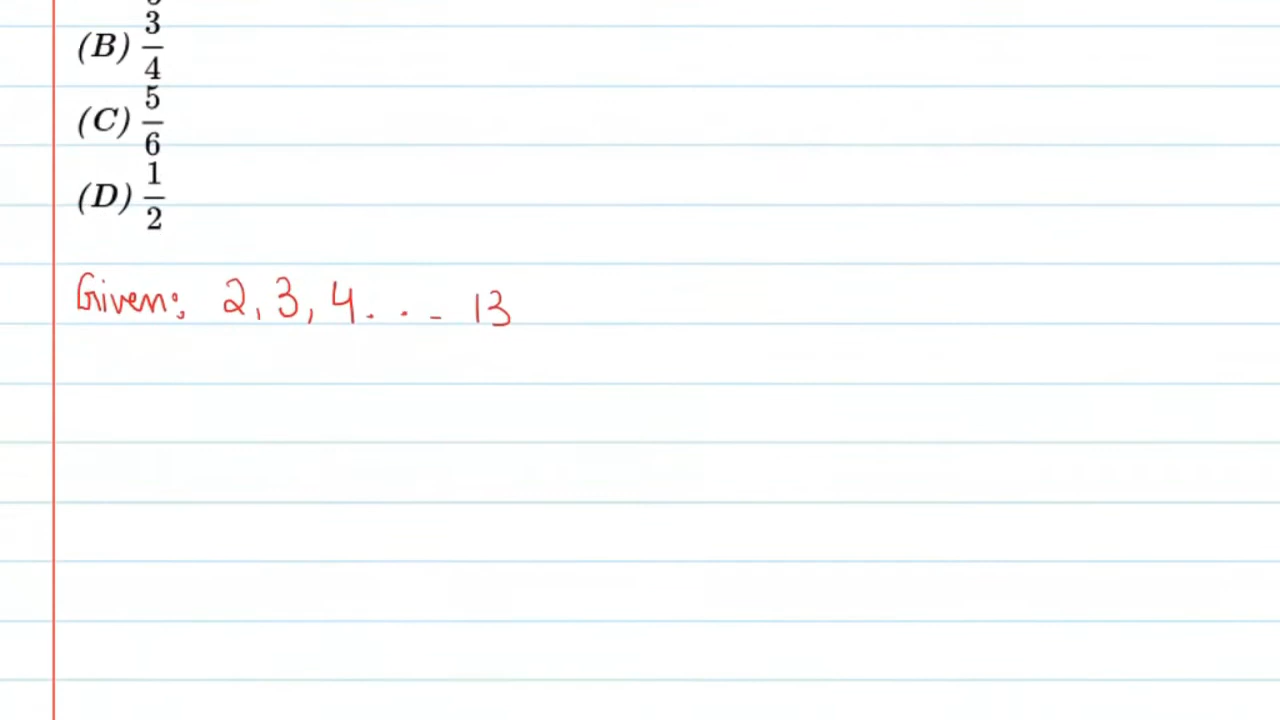 (B) 3/4
(C) 5/6
(D) 1/2
Given: 2, 3, 4. . - 13